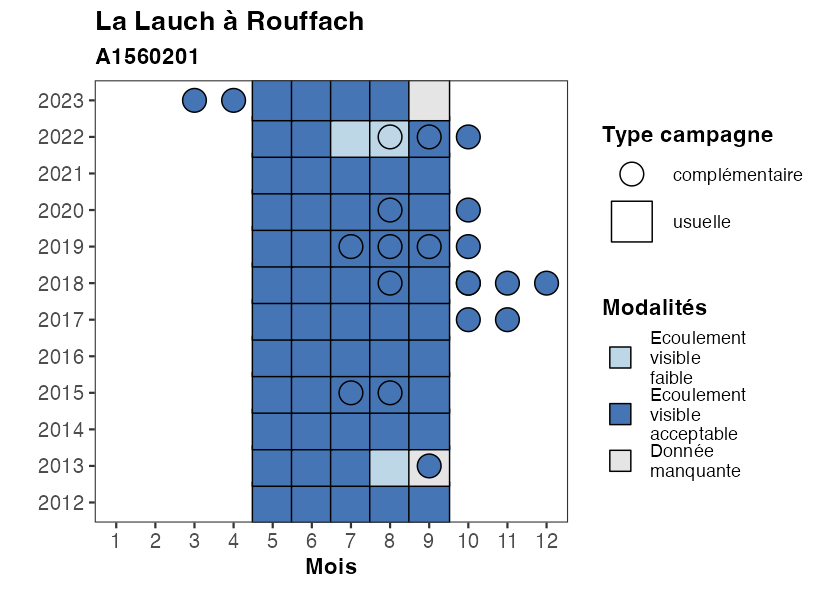 La Lauch à Rouffach
A1560201
2023
2022
2021
2020
2019
2018
2017
2016
2015
2014
2013
2012
1 2 3 4 5 6 7 8 9 10 11 12
Mois
Type campagne
complémentaire
usuelle
Modalités
Ecoulement
visible
faible
Ecoulement
visible
acceptable
Donnée
manquante